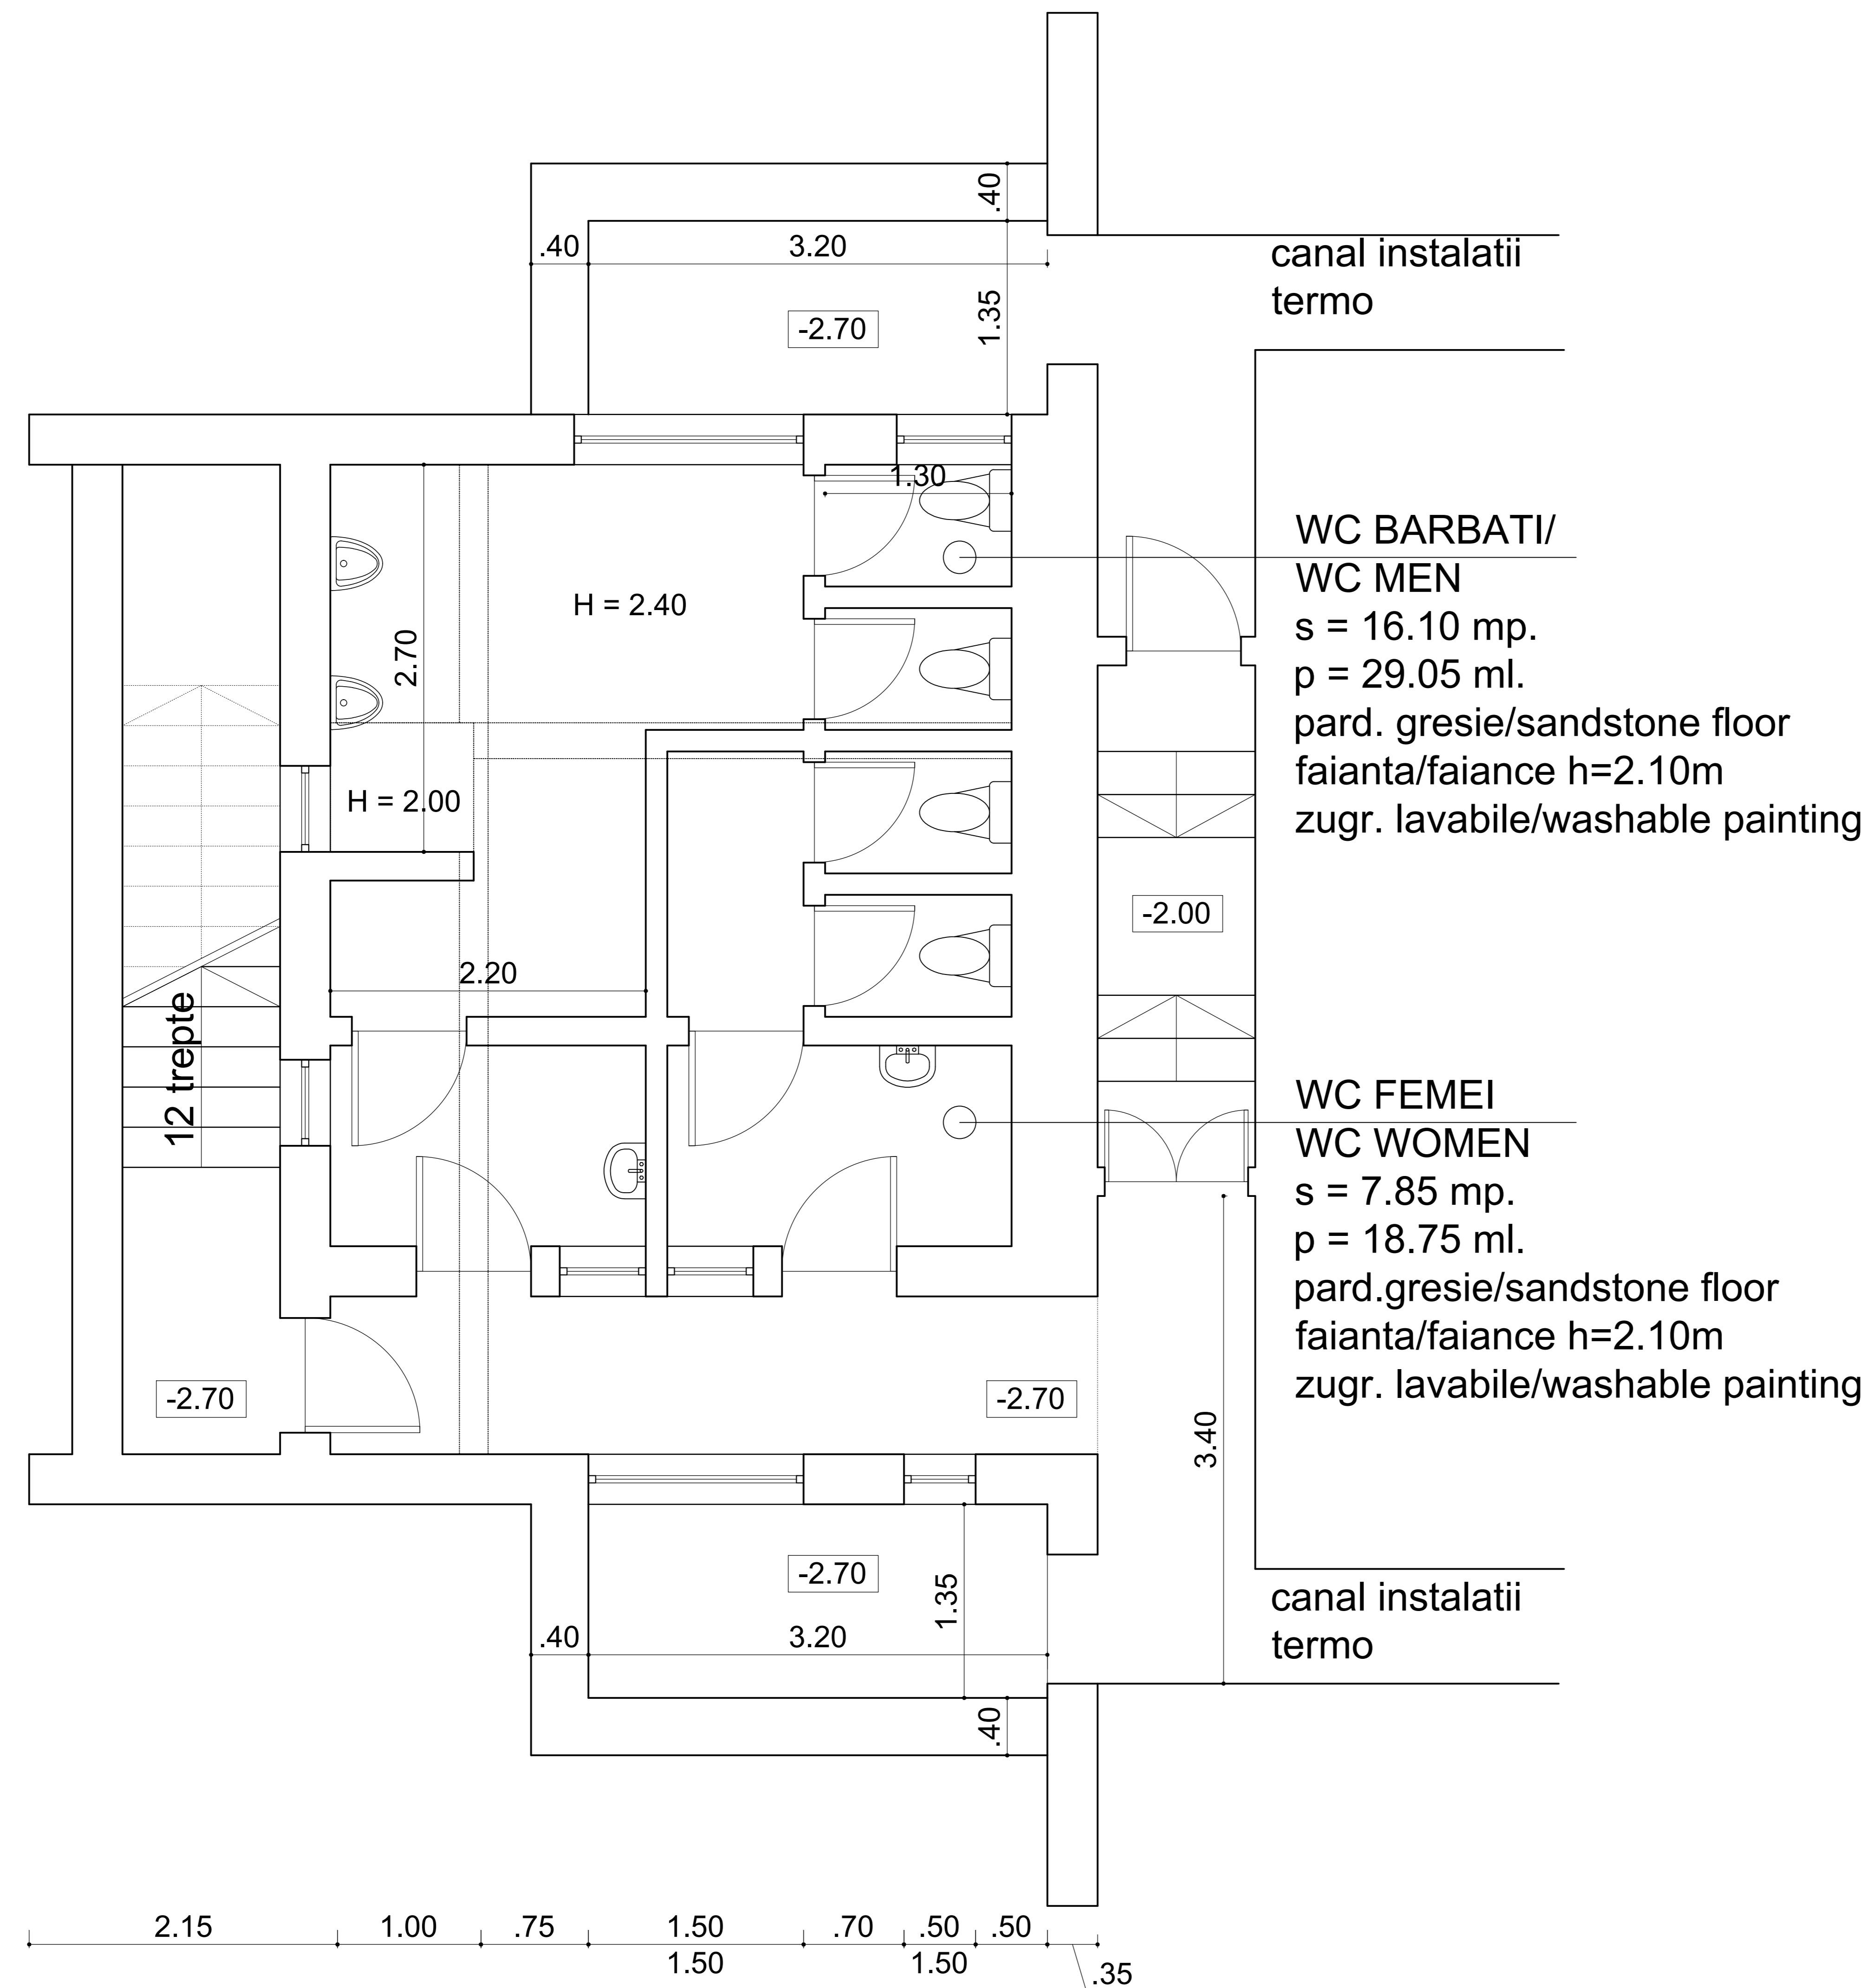 .40
.40
3.20
canal instalatii
termo
1.35
-2.70
1.30
WC BARBATI/
WC MEN
s = 16.10 mp.
p = 29.05 ml.
pard. gresie/sandstone floor
faianta/faiance h=2.10m
zugr. lavabile/washable painting
H = 2.40
2.70
H = 2.00
-2.00
2.20
12 trepte
WC FEMEI
WC WOMEN
s = 7.85 mp.
p = 18.75 ml.
pard.gresie/sandstone floor
faianta/faiance h=2.10m
zugr. lavabile/washable painting
-2.70
-2.70
3.40
-2.70
1.35
canal instalatii
termo
.40
3.20
.40
2.15
1.00
.75
1.50
.70
.50
.50
1.50
1.50
.35